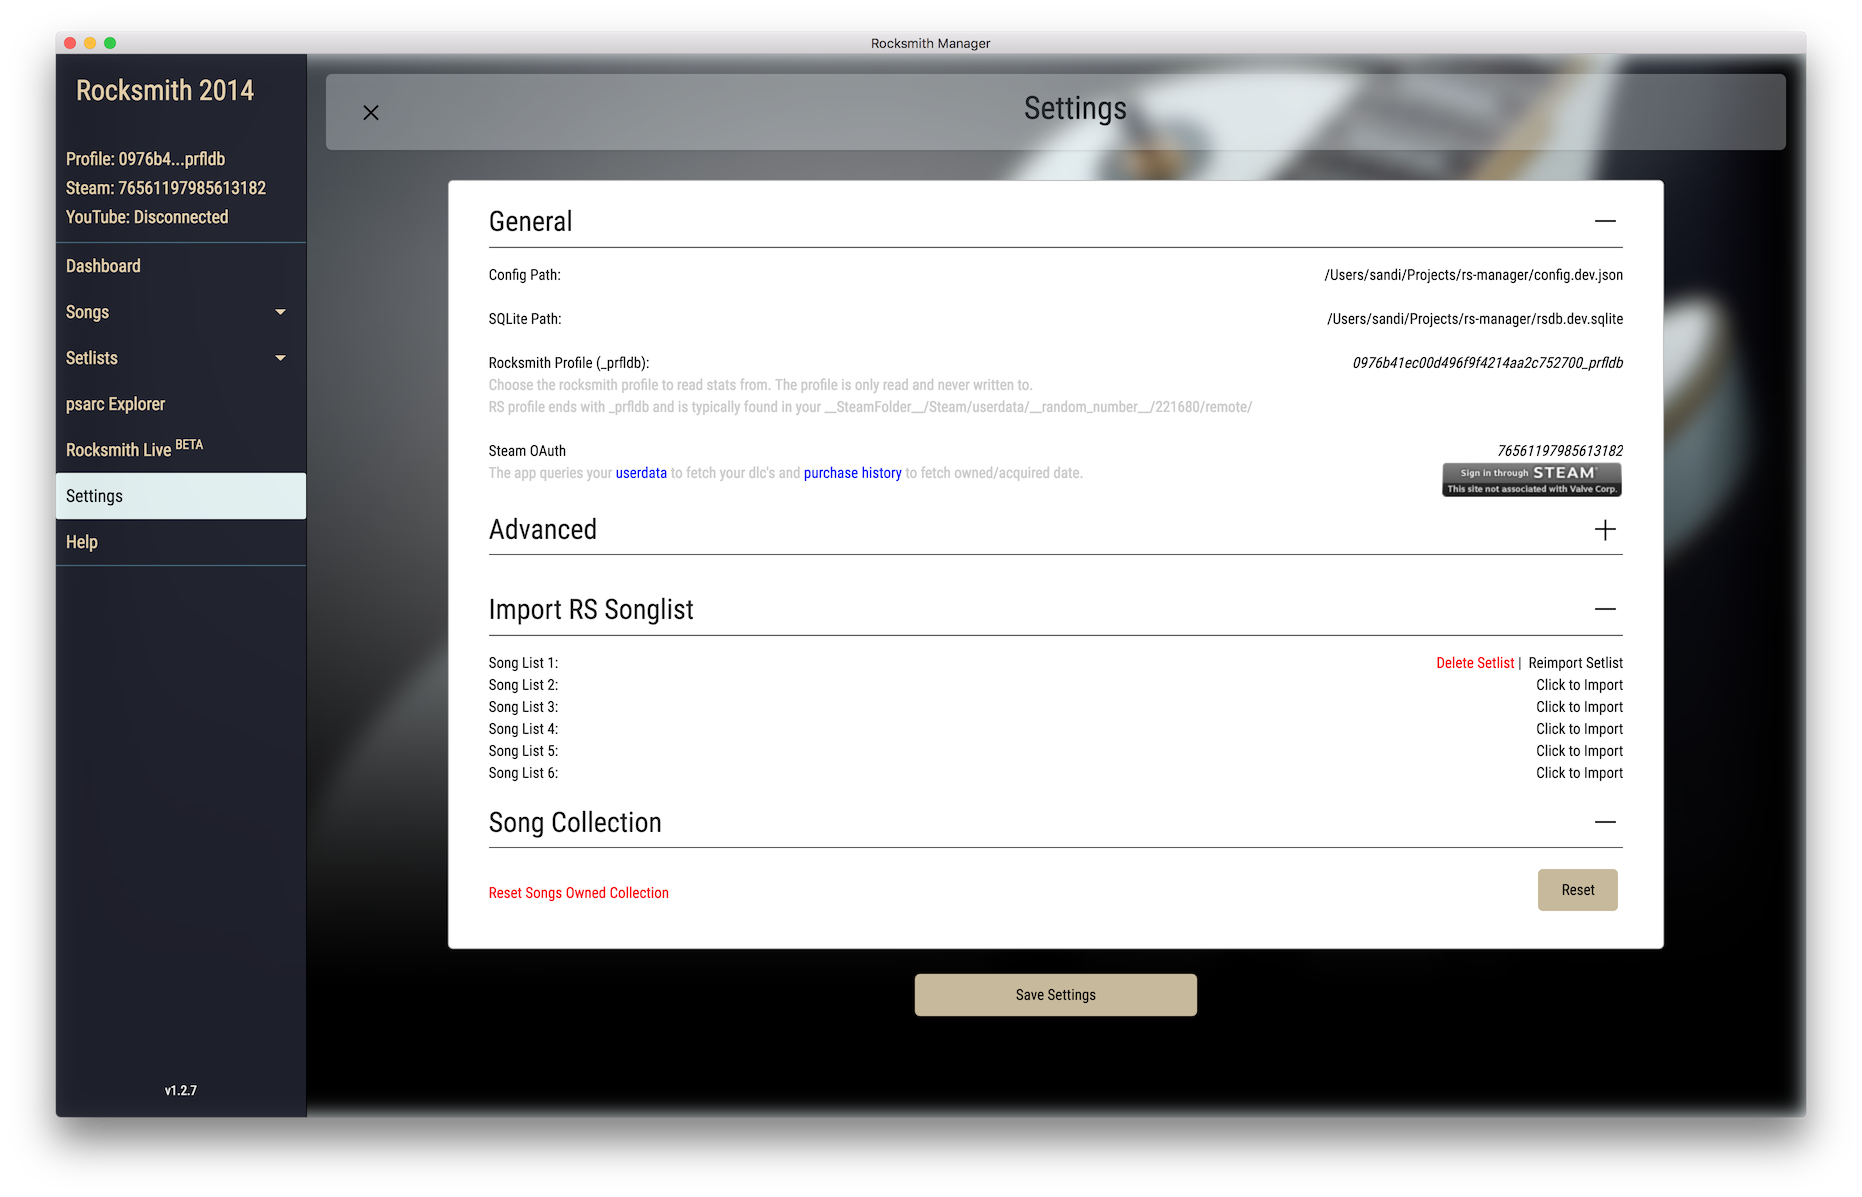 Rocksmith Manager
Rocksmith 2014
Profile: 0976b4...prfldb
Steam: 76561197985613182
YouTube: Disconnected
Dashboard
Songs
Setlists
psarc Explorer
Rocksmith Live BETA
Settings
Help
v1.2.7
Settings
General
Config Path: /Users/sandi/Projects/rs-manager/config.dev.json
SQLite Path: /Users/sandi/Projects/rs-manager/rsdb.dev.sqlite
Rocksmith Profile (_prfldb): 0976b41ec00d496f9f4214aa2c752700_prfldb
Choose the rocksmith profile to read stats from. The profile is only read and never written to.
RS profile ends with _prfldb and is typically found in your __SteamFolder__/Steam/userdata/__random_number__/221680/remote/
Steam OAuth 76561197985613182
The app queries your userdata to fetch your dlc's and purchase history to fetch owned/acquired date.
Sign in through STEAM
This site not associated with Valve Corp.
Advanced
Import RS Songlist
Song List 1: Delete Setlist | Reimport Setlist
Song List 2: Click to Import
Song List 3: Click to Import
Song List 4: Click to Import
Song List 5: Click to Import
Song List 6: Click to Import
Song Collection
Reset Songs Owned Collection Reset
Save Settings